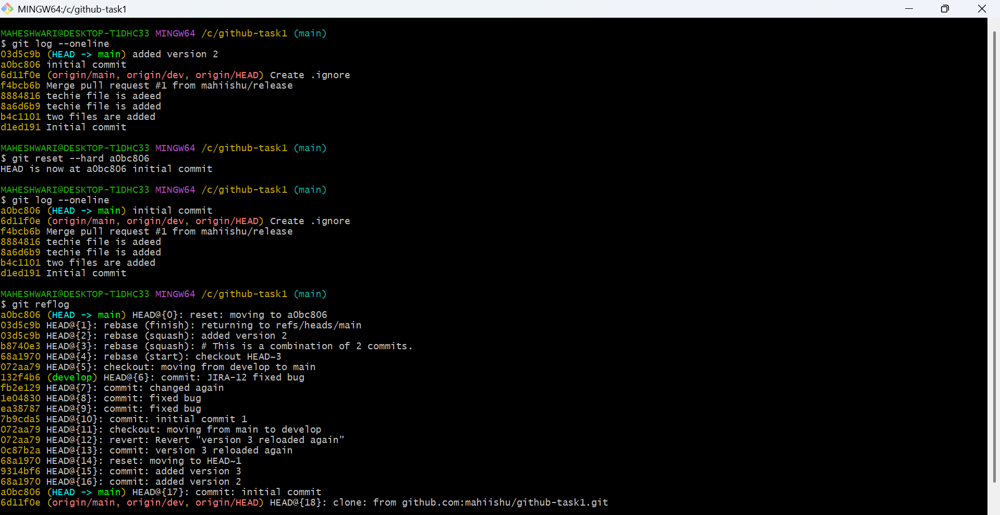 MINGW64:/c/github-task1
MAHESHWARI@DESKTOP-T1DHC33 MINGW64 /c/github-task1 (main)
$ git log --oneline
03d5c9b (HEAD -> main) added version 2
a0bc806 initial commit
6d11f0e (origin/main, origin/dev, origin/HEAD) Create .ignore
f4bcb6b Merge pull request #1 from mahiishu/release
8884816 techie file is adeed
8a6d6b9 techie file is added
b4c1101 two files are added
d1ed191 Initial commit
MAHESHWARI@DESKTOP-T1DHC33 MINGW64 /c/github-task1 (main)
$ git reset --hard a0bc806
HEAD is now at a0bc806 initial commit
MAHESHWARI@DESKTOP-T1DHC33 MINGW64 /c/github-task1 (main)
$ git log --oneline
a0bc806 (HEAD -> main) initial commit
6d11f0e (origin/main, origin/dev, origin/HEAD) Create .ignore
f4bcb6b Merge pull request #1 from mahiishu/release
8884816 techie file is adeed
8a6d6b9 techie file is added
b4c1101 two files are added
d1ed191 Initial commit
MAHESHWARI@DESKTOP-T1DHC33 MINGW64 /c/github-task1 (main)
$ git reflog
a0bc806 (HEAD -> main) HEAD@{0}: reset: moving to a0bc806
03d5c9b HEAD@{1}: rebase (finish): returning to refs/heads/main
03d5c9b HEAD@{2}: rebase (squash): added version 2
b8740e3 HEAD@{3}: rebase (squash): # This is a combination of 2 commits.
68a1970 HEAD@{4}: rebase (start): checkout HEAD~3
072aa79 HEAD@{5}: checkout: moving from develop to main
132f4b6 (develop) HEAD@{6}: commit: JIRA-12 fixed bug
fb2e129 HEAD@{7}: commit: changed again
1e04830 HEAD@{8}: commit: fixed bug
ea38787 HEAD@{9}: commit: fixed bug
7b9cda5 HEAD@{10}: commit: initial commit 1
072aa79 HEAD@{11}: checkout: moving from main to develop
072aa79 HEAD@{12}: revert: Revert "version 3 reloaded again"
0c87b2a HEAD@{13}: commit: version 3 reloaded again
68a1970 HEAD@{14}: reset: moving to HEAD~1
9314bf6 HEAD@{15}: commit: added version 3
68a1970 HEAD@{16}: commit: added version 2
a0bc806 (HEAD -> main) HEAD@{17}: commit: initial commit
6d11f0e (origin/main, origin/dev, origin/HEAD) HEAD@{18}: clone: from github.com:mahiishu/github-task1.git